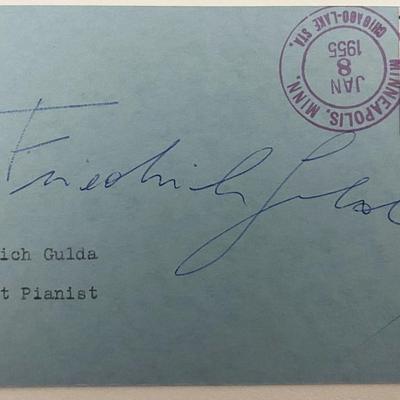 MINNEAPOLIS, MINN.
CHICAGO-LAKE STA.
JAN
8
1955
Friedrich Gulda
ich Gulda
t Pianist